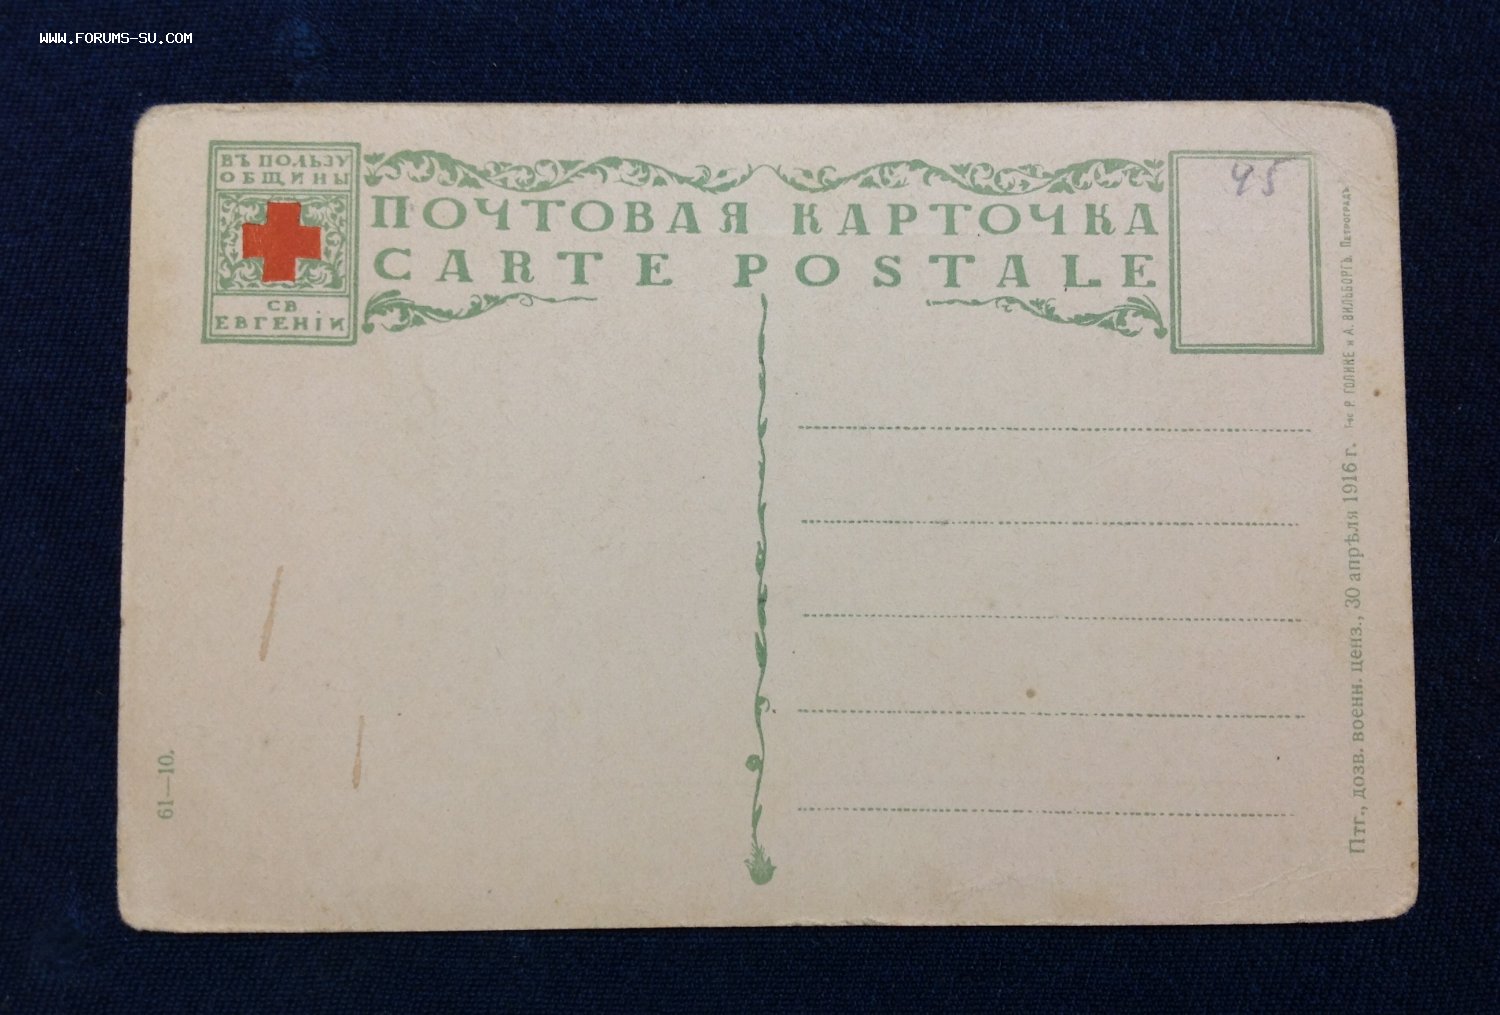 WWW.FORUMS-SU.COM
ВЪ ПОЛЬЗУ
ОБЩИНЫ
СВ
ЕВГЕНІИ
ПОЧТОВАЯ КАРТОЧКА
CARTE POSTALE
45
61—10.
Птг., дозв. военн. ценз., 30 апрѣля 1916 г. Т-во Р. ГОЛИКЕ и А. ВИЛЬБОРГЪ. Петроградъ.